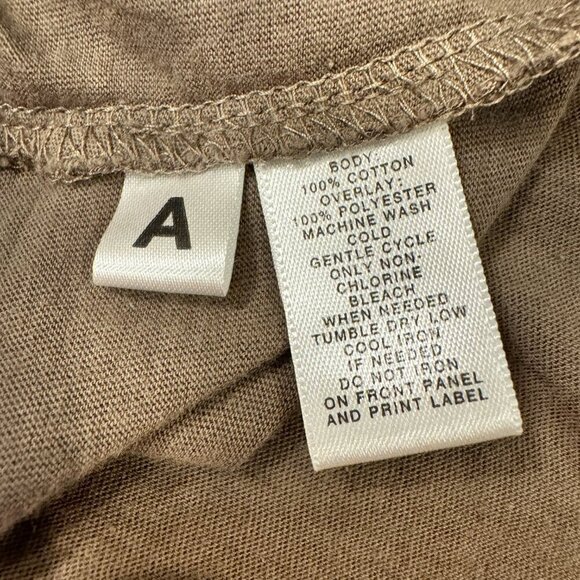 A
BODY:
100% COTTON
OVERLAY:
100% POLYESTER
MACHINE WASH
COLD
GENTLE CYCLE
ONLY NON-
CHLORINE
BLEACH
WHEN NEEDED
TUMBLE DRY LOW
COOL IRON
IF NEEDED
DO NOT IRON
ON FRONT PANEL
AND PRINT LABEL